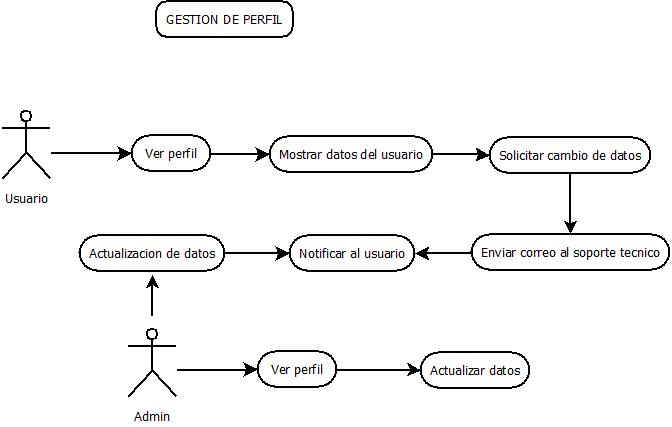 GESTION DE PERFIL
Ver perfil
Mostrar datos del usuario
Solicitar cambio de datos
Usuario
Actualizacion de datos
Notificar al usuario
Enviar correo al soporte tecnico
Ver perfil
Actualizar datos
Admin